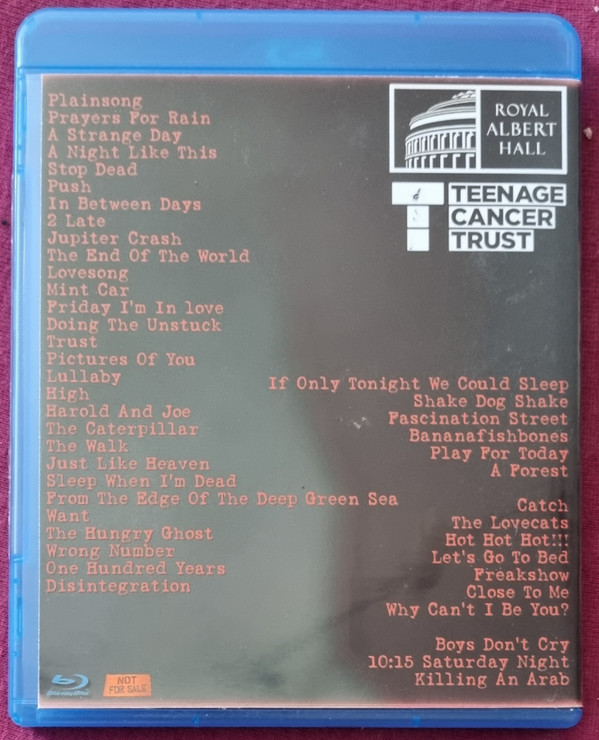 Plainsong
Prayers For Rain
A Strange Day
A Night Like This
Stop Dead
Push
In Between Days
2 Late
Jupiter Crash
The End Of The World
Lovesong
Mint Car
Friday I'm In love
Doing The Unstuck
Trust
Pictures Of You
Lullaby
High
Harold And Joe
The Caterpillar
The Walk
Just Like Heaven
Sleep When I'm Dead
From The Edge Of The Deep Green Sea
Want
The Hungry Ghost
Wrong Number
One Hundred Years
Disintegration
ROYAL
ALBERT
HALL
TEENAGE
CANCER
TRUST
If Only Tonight We Could Sleep
Shake Dog Shake
Fascination Street
Bananafishbones
Play For Today
A Forest
Catch
The Lovecats
Hot Hot Hot!!!
Let's Go To Bed
Freakshow
Close To Me
Why Can't I Be You?
Boys Don't Cry
10:15 Saturday Night
Killing An Arab
NOT
FOR SALE